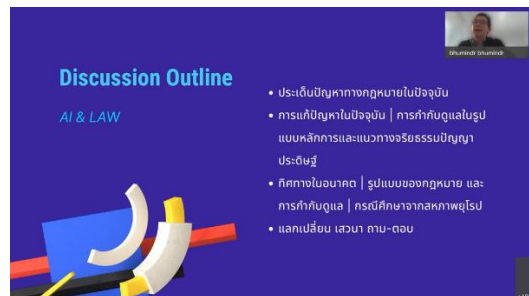 bhumindr bhumindr
Discussion Outline
AI & LAW
• ประเด็นปัญหาทางกฎหมายในปัจจุบัน
• การแก้ปัญหาในปัจจุบัน | การกำกับดูแลในรูป
แบบหลักการและแนวทางจริยธรรมปัญญา
ประดิษฐ์
• ทิศทางในอนาคต | รูปแบบของกฎหมาย และ
การกำกับดูแล | กรณีศึกษาจากสหภาพยุโรป
• แลกเปลี่ยน เสวนา ถาม-ตอบ